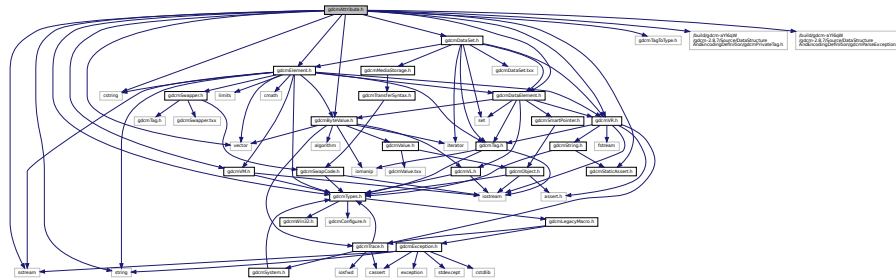 gdcmAttribute.h
gdcmDataSet.h
gdcmTagToType.h
/build/gdcm-aYI6qW
/gdcm-2.8.7/Source/DataStructure
AndEncodingDefinition/gdcmPrivateTag.h
/build/gdcm-aYI6qW
/gdcm-2.8.7/Source/DataStructure
AndEncodingDefinition/gdcmParseException
gdcmElement.h
gdcmMediaStorage.h
gdcmDataSet.txx
cstring
gdcmSwapper.h
limits
cmath
gdcmTransferSyntax.h
gdcmDataElement.h
gdcmTag.h
gdcmSwapper.txx
gdcmByteValue.h
set
gdcmSmartPointer.h
gdcmVR.h
vector
algorithm
gdcmValue.h
iterator
gdcmTag.h
gdcmString.h
fstream
gdcmVM.h
gdcmSwapCode.h
iomanip
gdcmValue.txx
gdcmVL.h
gdcmObject.h
gdcmStaticAssert.h
gdcmTypes.h
iostream
assert.h
gdcmWin32.h
gdcmConfigure.h
gdcmLegacyMacro.h
gdcmTrace.h
gdcmException.h
sstream
string
gdcmSystem.h
iosfwd
cassert
exception
stdexcept
cstdlib